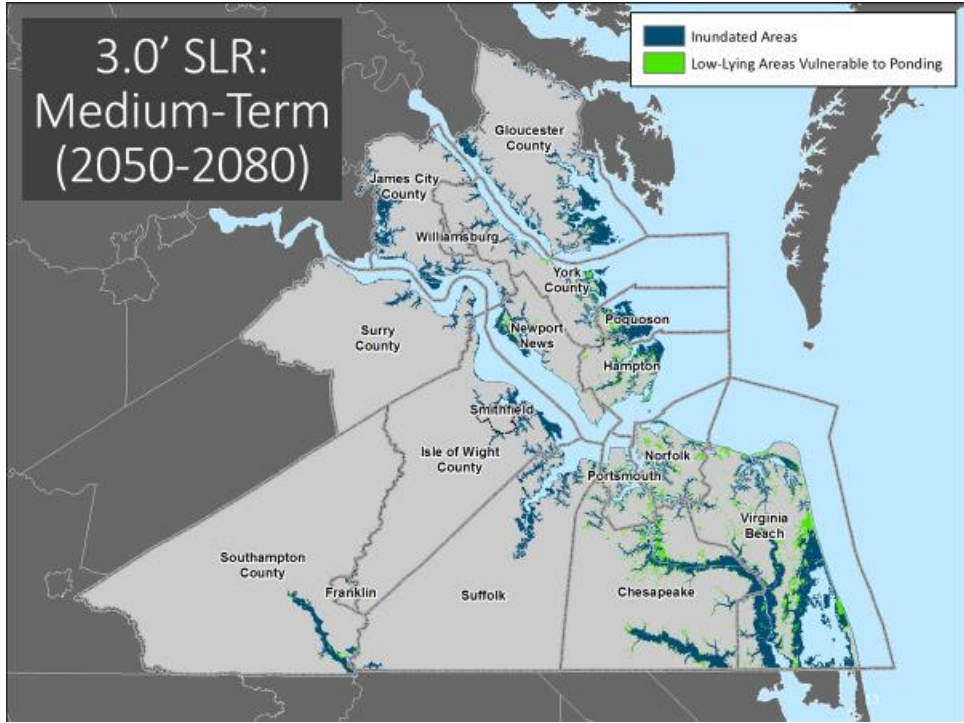 3.0' SLR:
Medium-Term
(2050-2080)
Inundated Areas
Low-Lying Areas Vulnerable to Ponding
Gloucester
County
James City
County
Williamsburg
York
County
Poquoson
Newport
News
Hampton
Surry
County
Smithfield
Isle of Wight
County
Norfolk
Portsmouth
Virginia
Beach
Southampton
County
Franklin
Suffolk
Chesapeake
13